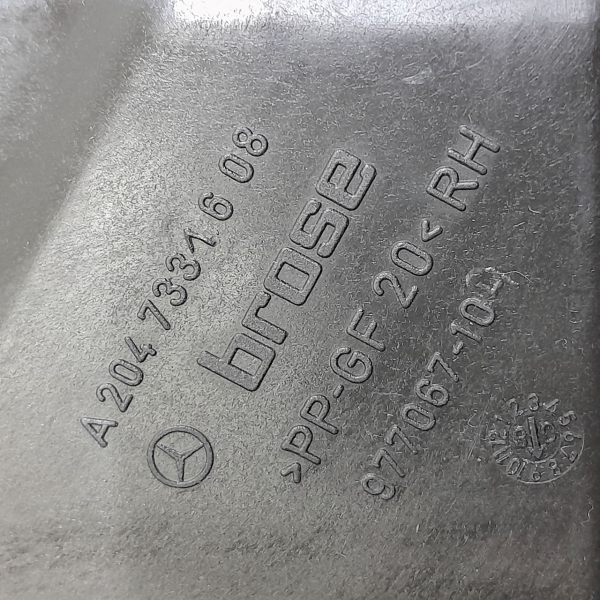 A 204 733 16 08
brose
>PP-GF 20< RH
977067-104